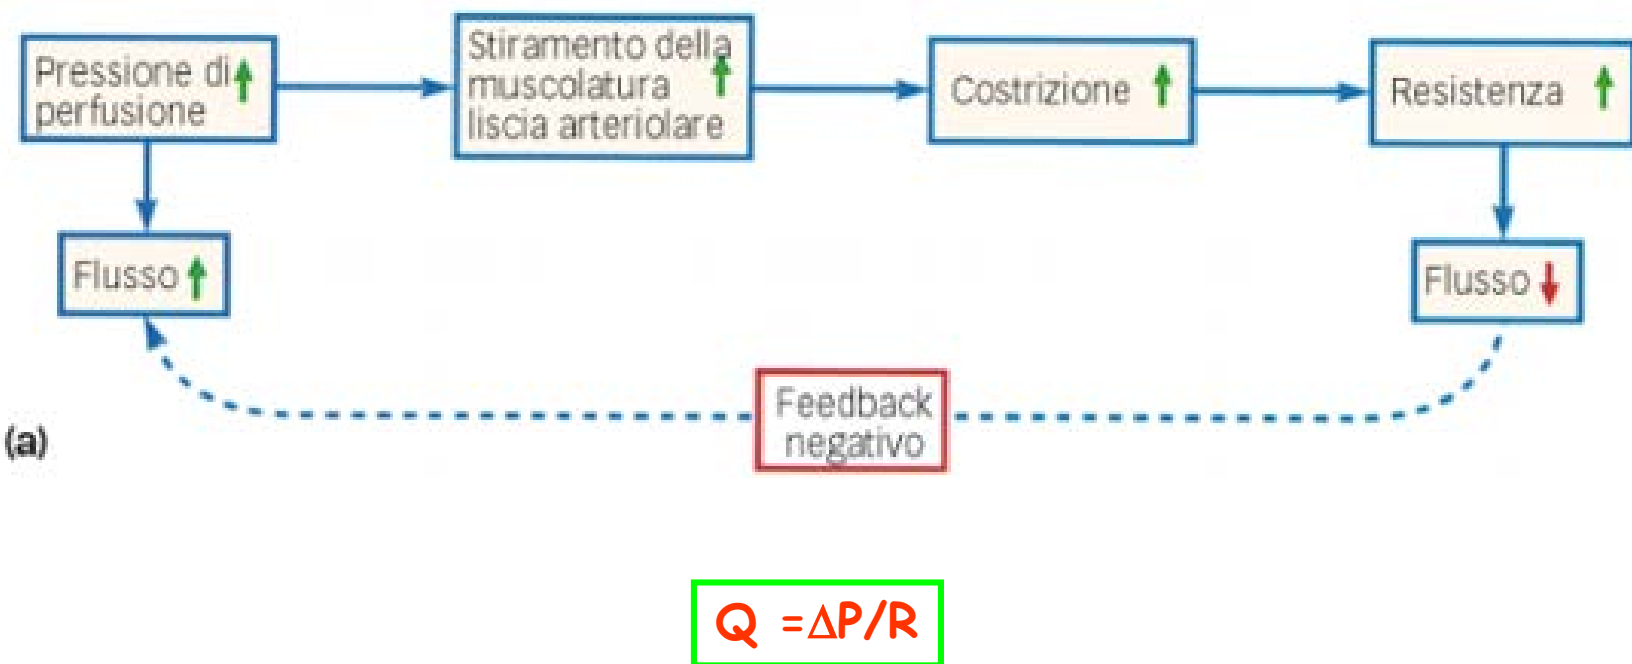 Pressione di
perfusione
Stiramento della
muscolatura
liscia arteriolare
Costrizione
Resistenza
Flusso
Flusso
Feedback
negativo
(a)
Q =ΔP/R